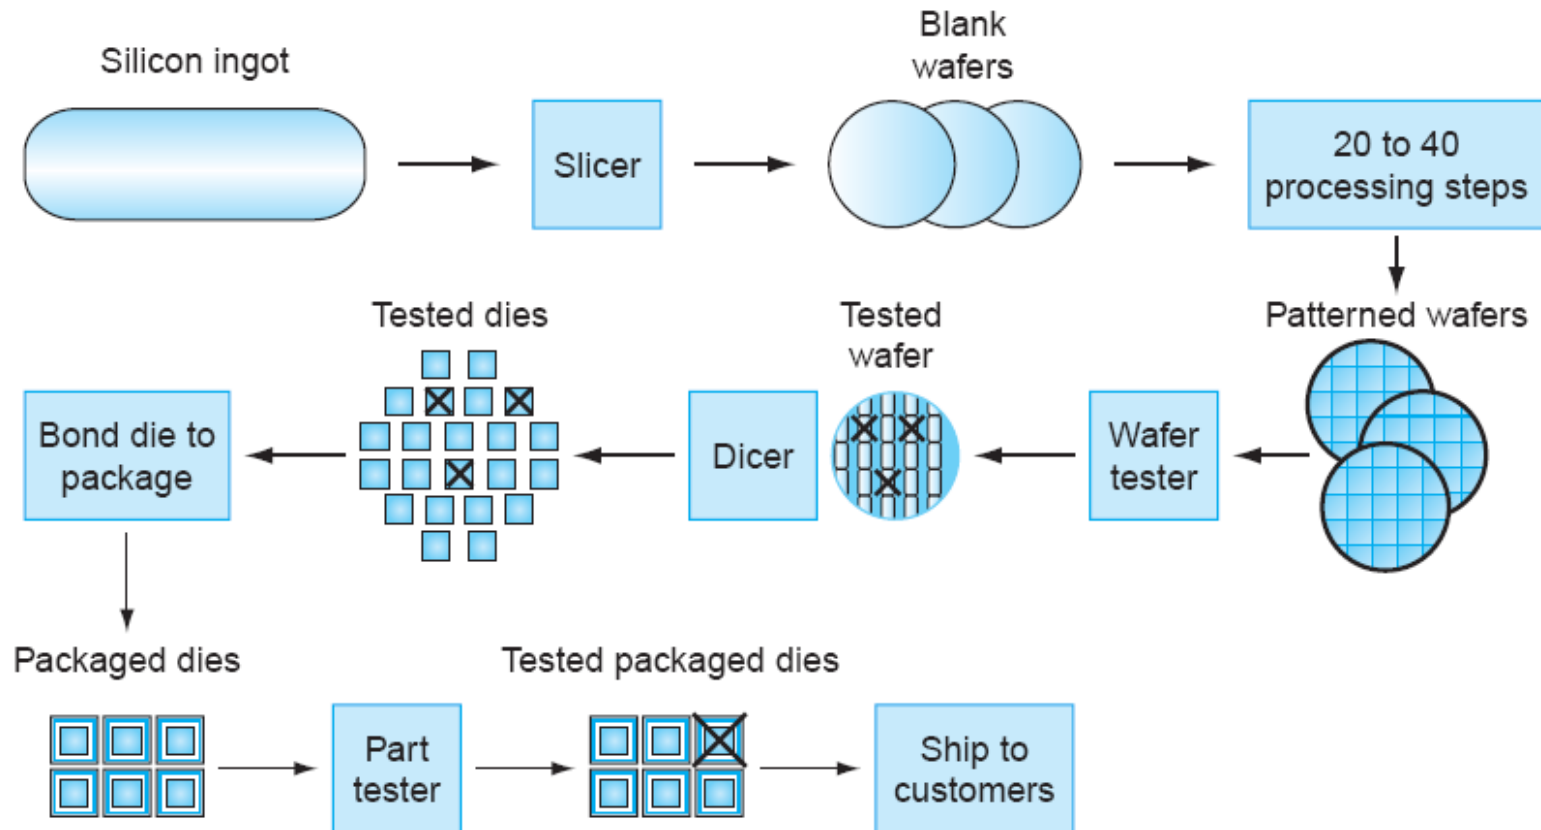 Silicon ingot
Slicer
Blank
wafers
20 to 40
processing steps
Tested dies
Tested
wafer
Patterned wafers
Bond die to
package
Dicer
Wafer
tester
Packaged dies
Tested packaged dies
Part
tester
Ship to
customers